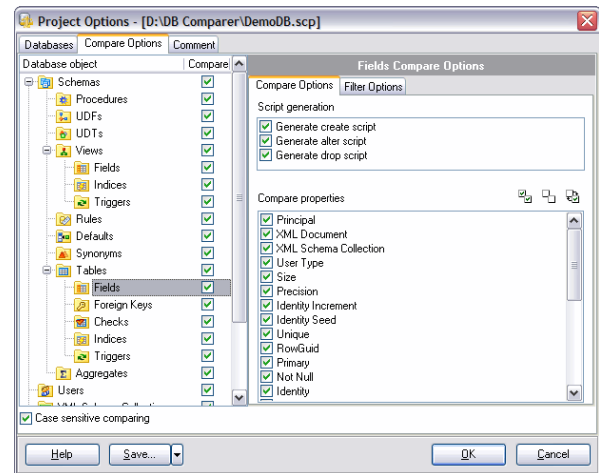 Project Options - [D:\DB Comparer\DemoDB.scp]
Databases Compare Options Comment
Database object Compare
Schemas
Procedures
UDFs
UDTs
Views
Fields
Indices
Triggers
Rules
Defaults
Synonyms
Tables
Fields
Foreign Keys
Checks
Indices
Triggers
Aggregates
Users
Fields Compare Options
Compare Options Filter Options
Script generation
Generate create script
Generate alter script
Generate drop script
Compare properties
Principal
XML Document
XML Schema Collection
User Type
Size
Precision
Identity Increment
Identity Seed
Unique
RowGuid
Primary
Not Null
Identity
Case sensitive comparing
Help Save... OK Cancel